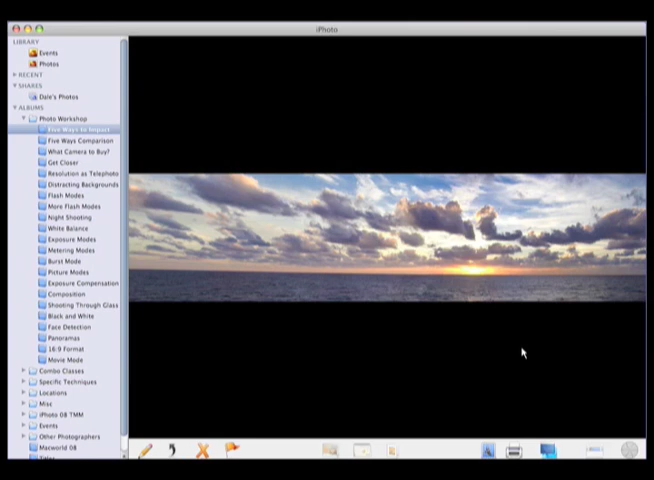 iPhoto
LIBRARY
Events
Photos
RECENT
SHARES
Dale's Photos
ALBUMS
Photo Workshop
Five Ways to Impact
Five Ways Comparison
What Camera to Buy?
Get Closer
Resolution as Telephoto
Distracting Backgrounds
Flash Modes
More Flash Modes
Night Shooting
White Balance
Exposure Modes
Metering Modes
Burst Mode
Picture Modes
Exposure Compensation
Composition
Shooting Through Glass
Black and White
Face Detection
Panoramas
16:9 Format
Movie Mode
Combo Classes
Specific Techniques
Locations
Misc
iPhoto 08 TMM
Events
Other Photographers
Macworld 08